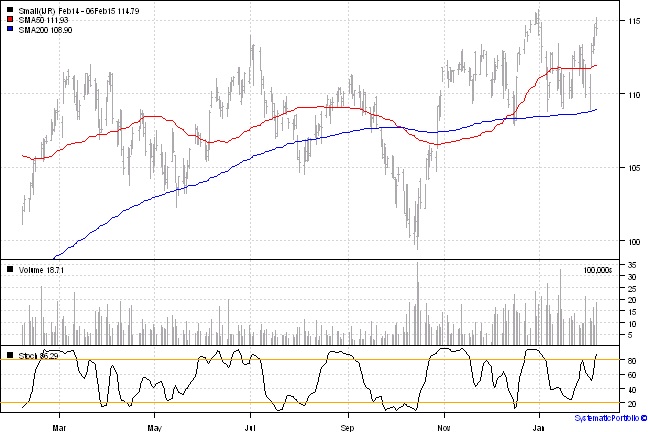 Small(IJR) Feb14 - 06Feb15 114.79
SMA50 111.93
SMA200 108.90
115
110
105
100
Volume 18.71
100,000s
35
30
25
20
15
10
5
Stoch 86.29
80
60
40
20
Mar May Jul Sep Nov Jan
SystematicPortfolio ©